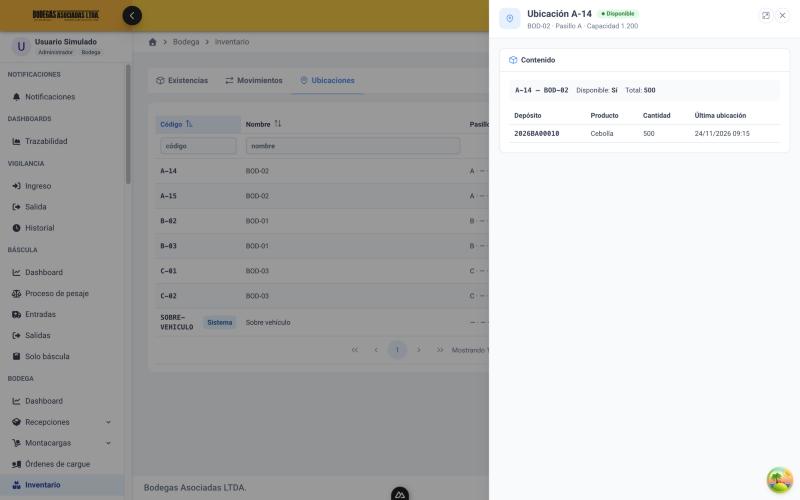 BODEGAS ASOCIADAS LTDA.
U
Usuario Simulado
Administrador Bodega
NOTIFICACIONES
Notificaciones
DASHBOARDS
Trazabilidad
VIGILANCIA
Ingreso
Salida
Historial
BÁSCULA
Dashboard
Proceso de pesaje
Entradas
Salidas
Solo báscula
BODEGA
Dashboard
Recepciones
Montacargas
Órdenes de cargue
Inventario
Bodega > Inventario
Existencias Movimientos Ubicaciones
Código Nombre Pasillo
código nombre
A-14 BOD-02 A · — ·
A-15 BOD-02 A · — ·
B-02 BOD-01 B · — ·
B-03 BOD-01 B · — ·
C-01 BOD-03 C · — ·
C-02 BOD-03 C · — ·
SOBRE-VEHICULO Sistema Sobre vehículo — · — ·
<< < 1 > >> Mostrando 1
Bodegas Asociadas LTDA.
Ubicación A-14 Disponible
BOD-02 · Pasillo A · Capacidad 1.200
Contenido
A-14 — BOD-02 Disponible: Sí Total: 500
Depósito Producto Cantidad Última ubicación
2026BA00010 Cebolla 500 24/11/2026 09:15